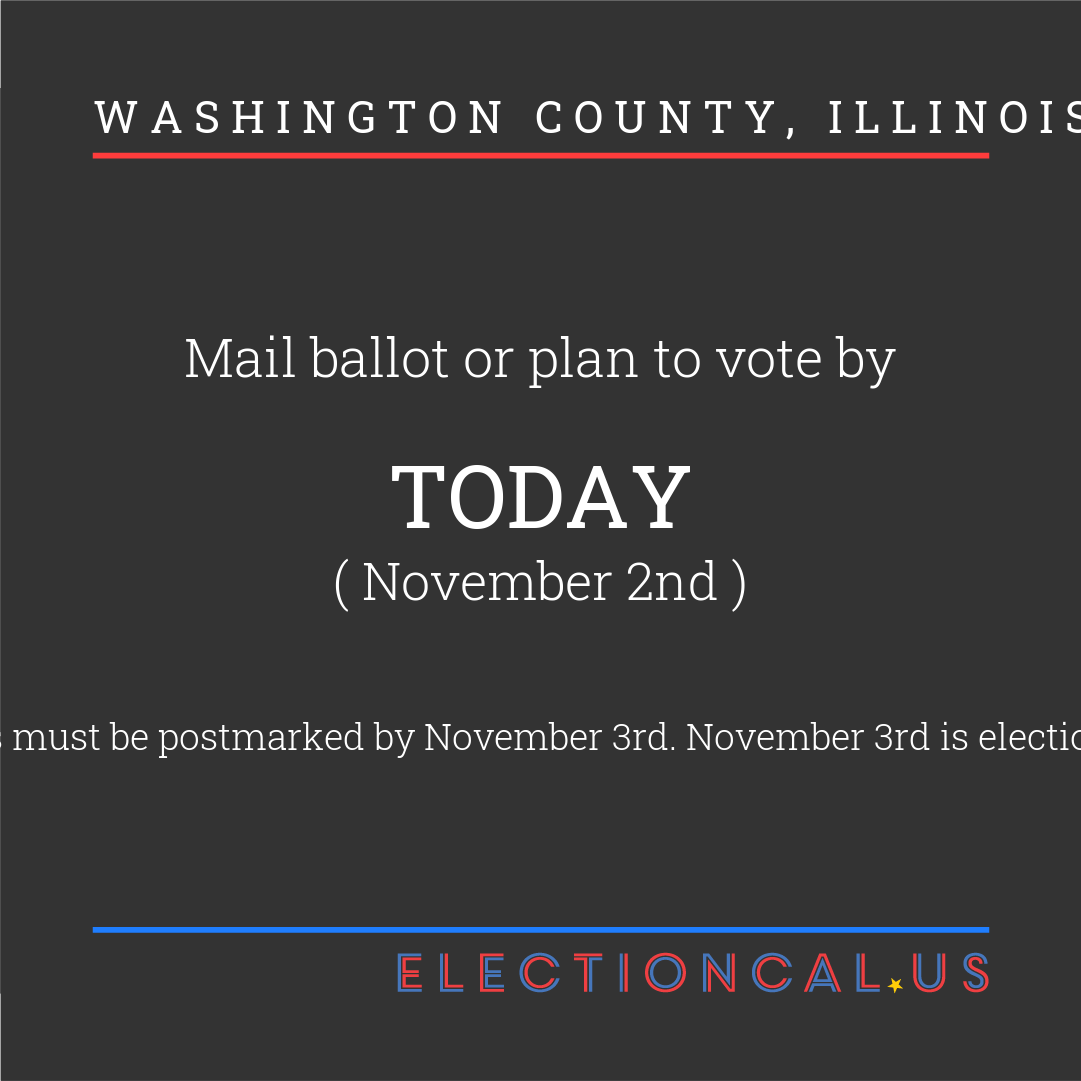 WASHINGTON COUNTY, ILLINOIS
Mail ballot or plan to vote by
TODAY
( November 2nd )
must be postmarked by November 3rd. November 3rd is
ELECTIONCAL.US